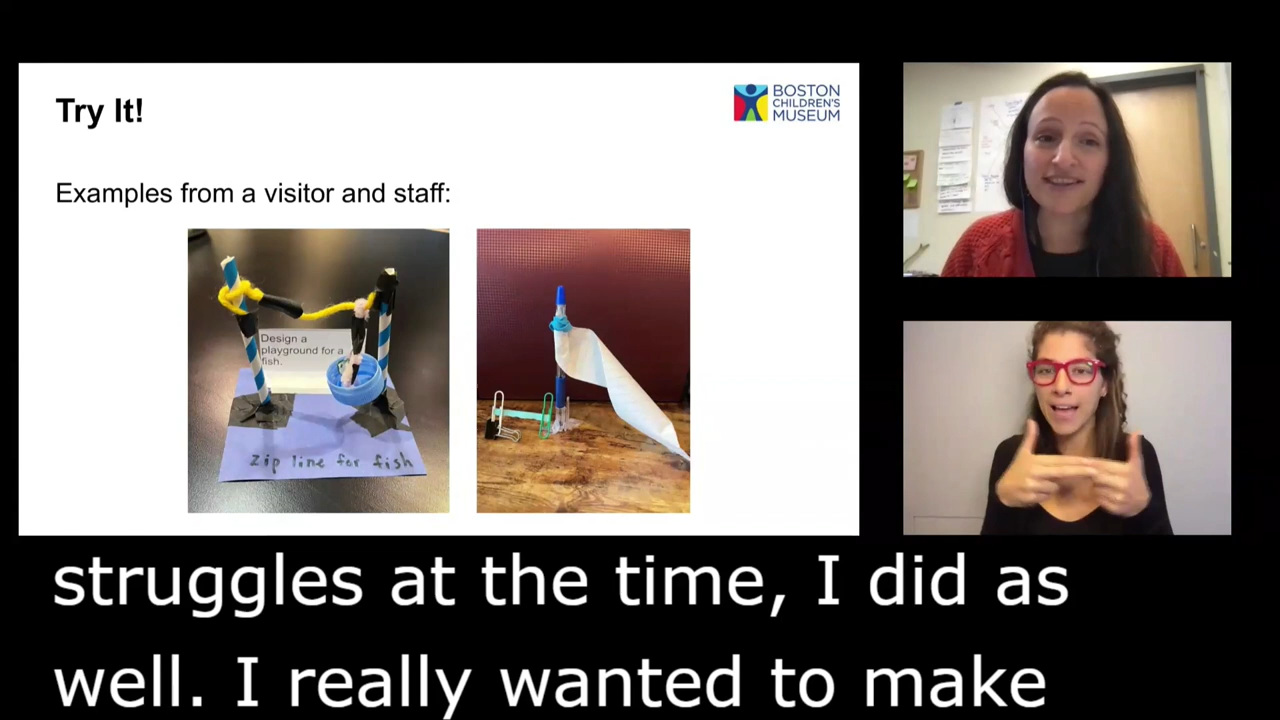 Try It!
BOSTON
CHILDREN'S
MUSEUM
Examples from a visitor and staff:
Design a
playground for a
fish.
Zip line for fish
struggles at the time, I did as
well. I really wanted to make